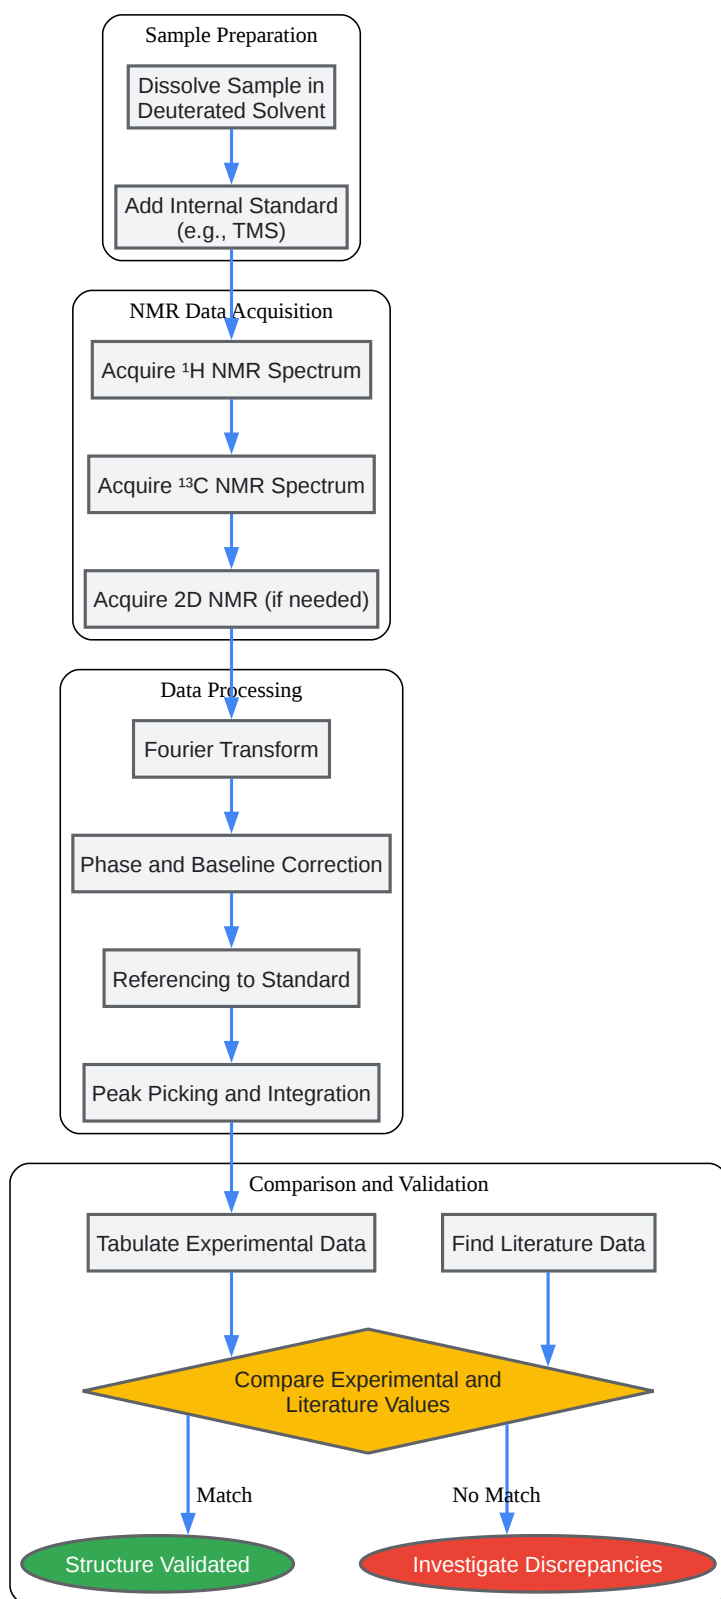 Sample Preparation
Dissolve Sample in
Deuterated Solvent
Add Internal Standard
(e.g., TMS)
NMR Data Acquisition
Acquire ¹H NMR Spectrum
Acquire ¹³C NMR Spectrum
Acquire 2D NMR (if needed)
Data Processing
Fourier Transform
Phase and Baseline Correction
Referencing to Standard
Peak Picking and Integration
Comparison and Validation
Tabulate Experimental Data
Find Literature Data
Compare Experimental and
Literature Values
Match
No Match
Structure Validated
Investigate Discrepancies